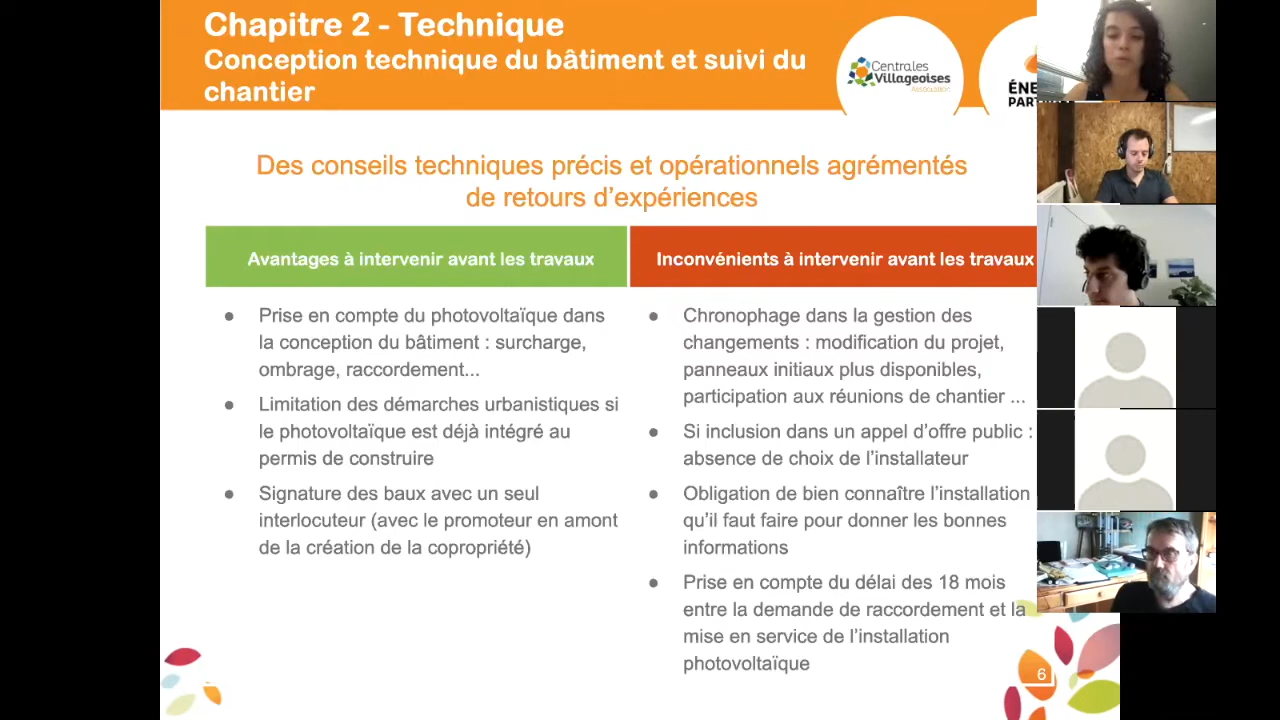 Chapitre 2 - Technique
Conception technique du bâtiment et suivi du
chantier
Centrales
Villageoises
Association
ÉNE
PART
Des conseils techniques précis et opérationnels agrémentés
de retours d’expériences
Avantages à intervenir avant les travaux
● Prise en compte du photovoltaïque dans
la conception du bâtiment : surcharge,
ombrage, raccordement...
● Limitation des démarches urbanistiques si
le photovoltaïque est déjà intégré au
permis de construire
● Signature des baux avec un seul
interlocuteur (avec le promoteur en amont
de la création de la copropriété)
Inconvénients à intervenir avant les travaux
● Chronophage dans la gestion des
changements : modification du projet,
panneaux initiaux plus disponibles,
participation aux réunions de chantier ...
● Si inclusion dans un appel d’offre public :
absence de choix de l’installateur
● Obligation de bien connaître l’installation
qu’il faut faire pour donner les bonnes
informations
● Prise en compte du délai des 18 mois
entre la demande de raccordement et la
mise en service de l’installation
photovoltaïque
6